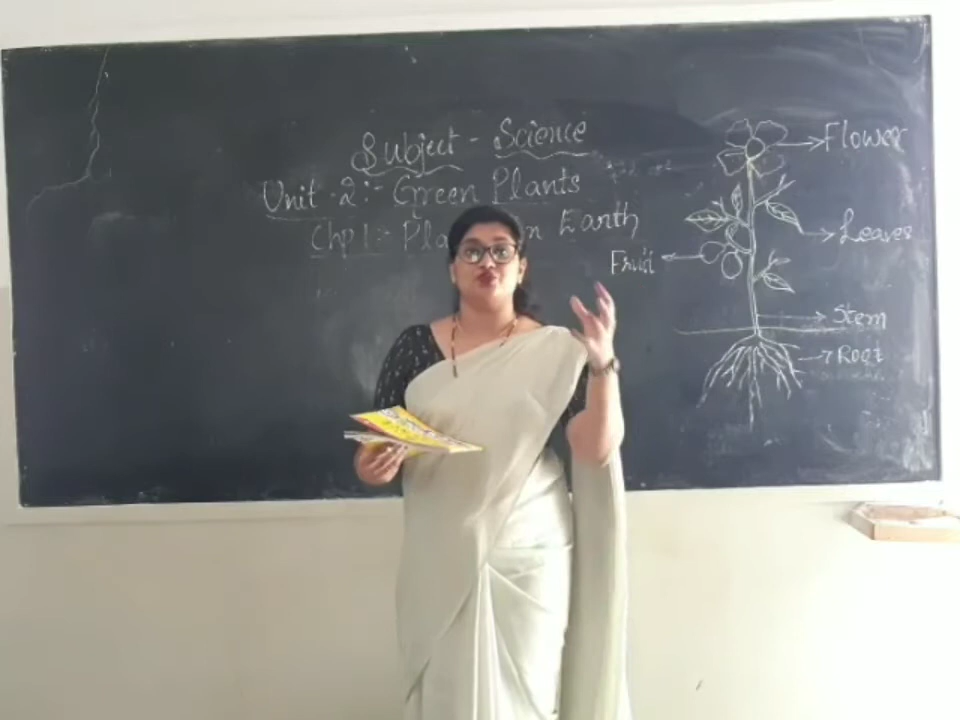 Subject - Science
Unit - 2 :- Green Plants
Chp 1 :- Pla n Earth
Flower
Leaves
Fruit
Stem
Root